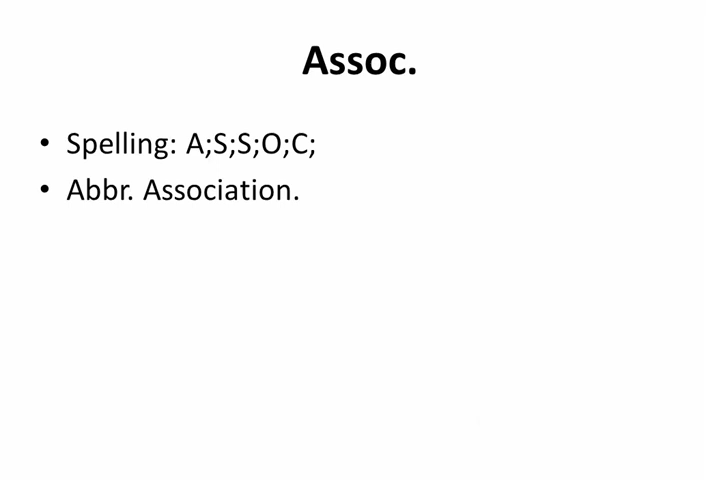 Assoc.
• Spelling: A;S;S;O;C;
• Abbr. Association.